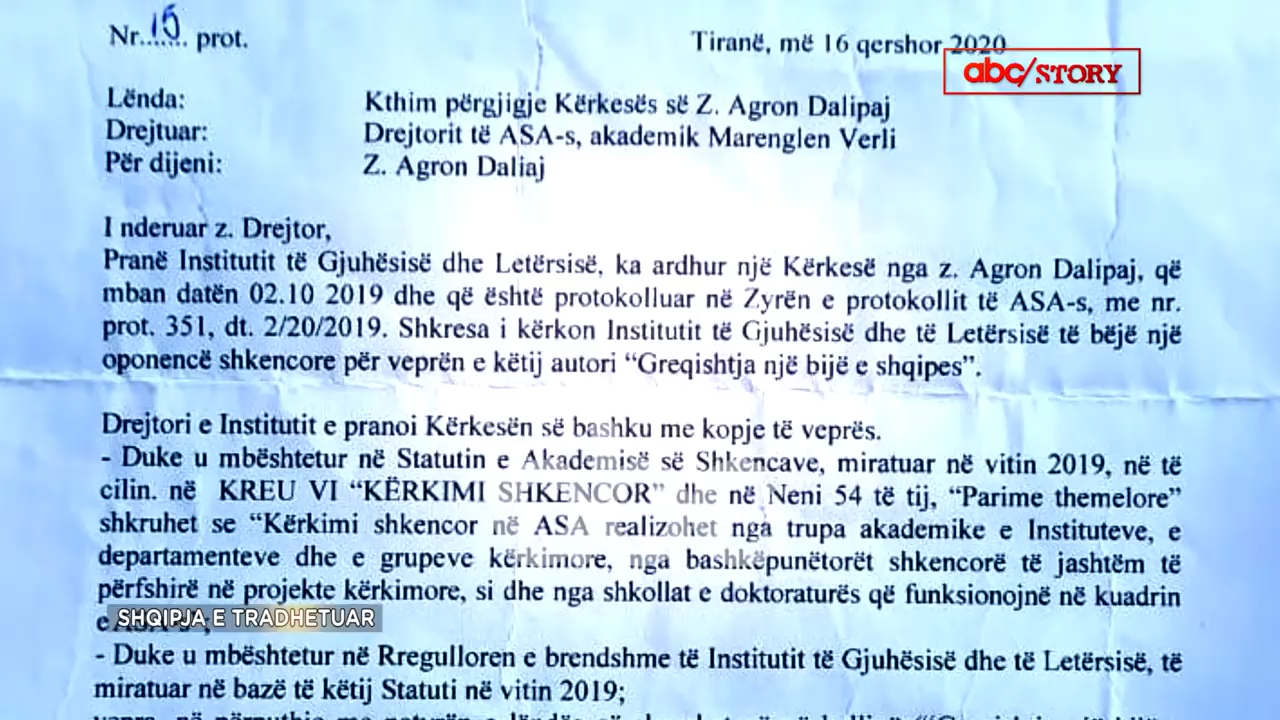 Nr. 15 prot.
Tiranë, më 16 qershor 2020
abc/STORY
Lënda: Kthim përgjigje Kërkesës së Z. Agron Dalipaj
Drejtuar: Drejtorit të ASA-s, akademik Marenglen Verli
Për dijeni: Z. Agron Daliaj
I nderuar z. Drejtor,
Pranë Institutit të Gjuhësisë dhe Letërsisë, ka ardhur një Kërkesë nga z. Agron Dalipaj, që
mban datën 02.10 2019 dhe që është protokolluar në Zyrën e protokollit të ASA-s, me nr.
prot. 351, dt. 2/20/2019. Shkresa i kërkon Institutit të Gjuhësisë dhe të Letërsisë të bëjë një
oponencë shkencore për veprën e këtij autori “Greqishtja një bijë e shqipes”.
Drejtori e Institutit e pranoi Kërkesën së bashku me kopje të veprës.
- Duke u mbështetur në Statutin e Akademisë së Shkencave, miratuar në vitin 2019, në të
cilin. në KREU VI “KËRKIMI SHKENCOR” dhe në Neni 54 të tij, “Parime themelore”
shkruhet se “Kërkimi shkencor në ASA realizohet nga trupa akademike e Instituteve, e
departamenteve dhe e grupeve kërkimore, nga bashkëpunëtorët shkencorë të jashtëm të
përfshirë në projekte kërkimore, si dhe nga shkollat e doktoraturës që funksionojnë në kuadrin
e
SHQIPJA E TRADHETUAR
- Duke u mbështetur në Rregulloren e brendshme të Institutit të Gjuhësisë dhe të Letërsisë, të
miratuar në bazë të këtij Statuti në vitin 2019;